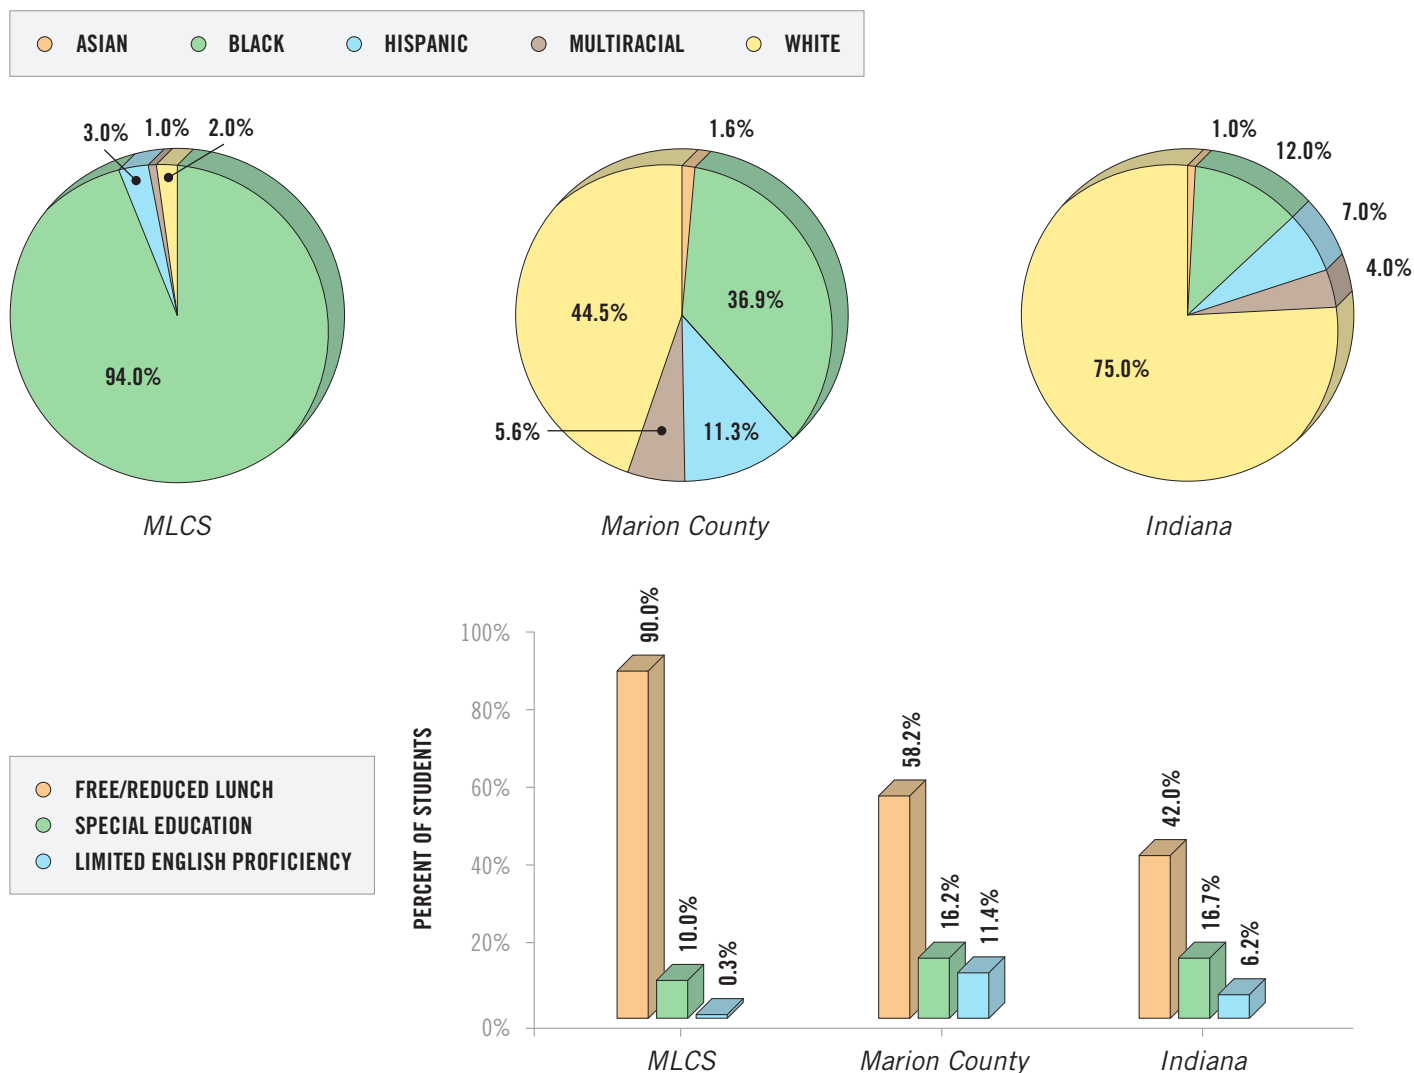 ASIAN BLACK HISPANIC MULTIRACIAL WHITE
3.0% 1.0% 2.0%
94.0%
MLCS
1.6%
36.9%
44.5%
11.3%
5.6%
Marion County
1.0%
12.0%
7.0%
4.0%
75.0%
Indiana
FREE/REDUCED LUNCH
SPECIAL EDUCATION
LIMITED ENGLISH PROFICIENCY
PERCENT OF STUDENTS
100%
80%
60%
40%
20%
0%
90.0%
10.0%
0.3%
58.2%
16.2%
11.4%
42.0%
16.7%
6.2%
MLCS Marion County Indiana